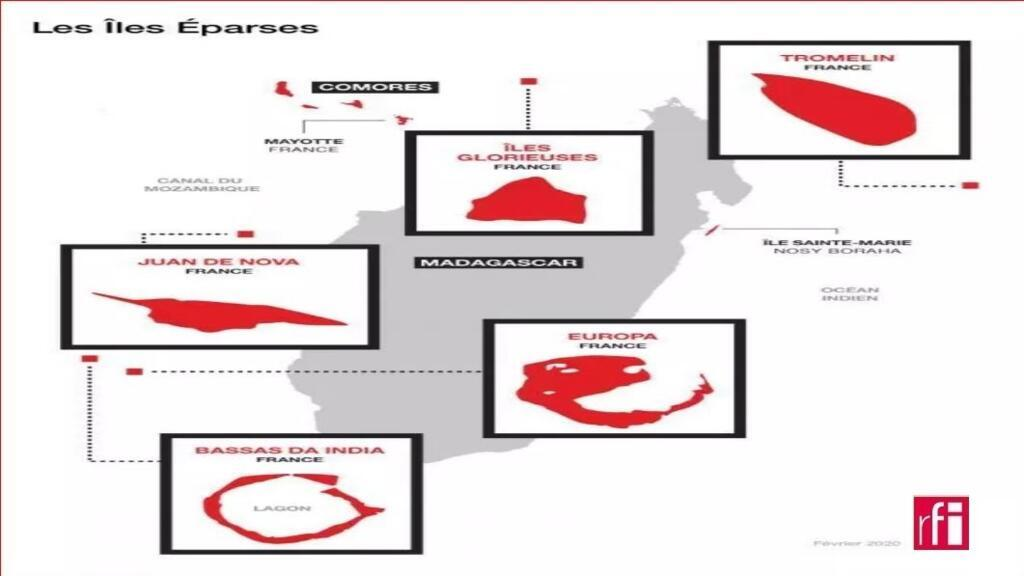 Les Îles Éparses
TROMELIN
FRANCE
COMORES
MAYOTTE
FRANCE
ÎLES
GLORIEUSES
FRANCE
CANAL DU
MOZAMBIQUE
ÎLE SAINTE-MARIE
NOSY BORAHA
JUAN DE NOVA
FRANCE
MADAGASCAR
OCÉAN
INDIEN
EUROPA
FRANCE
BASSAS DA INDIA
FRANCE
LAGON
rfi
Février 2020